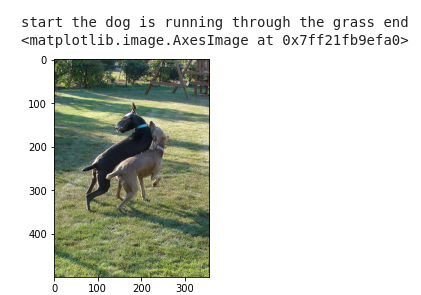 start the dog is running through the grass end
<matplotlib.image.AxesImage at 0x7ff21fb9efa0>
0
100
200
300
400
0 100 200 300